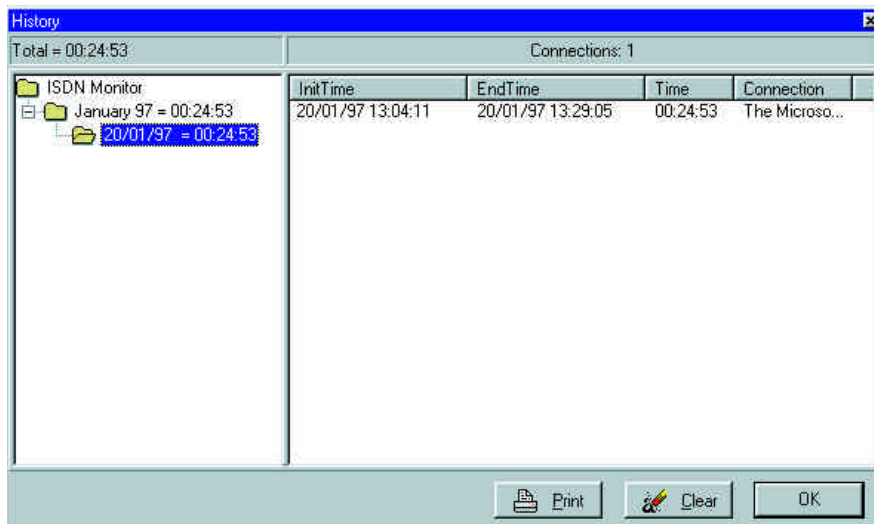 History
Total = 00:24:53
Connections: 1
ISDN Monitor
January 97 = 00:24:53
20/01/97 = 00:24:53
InitTime EndTime Time Connection
20/01/97 13:04:11 20/01/97 13:29:05 00:24:53 The Microso...
Print Clear OK